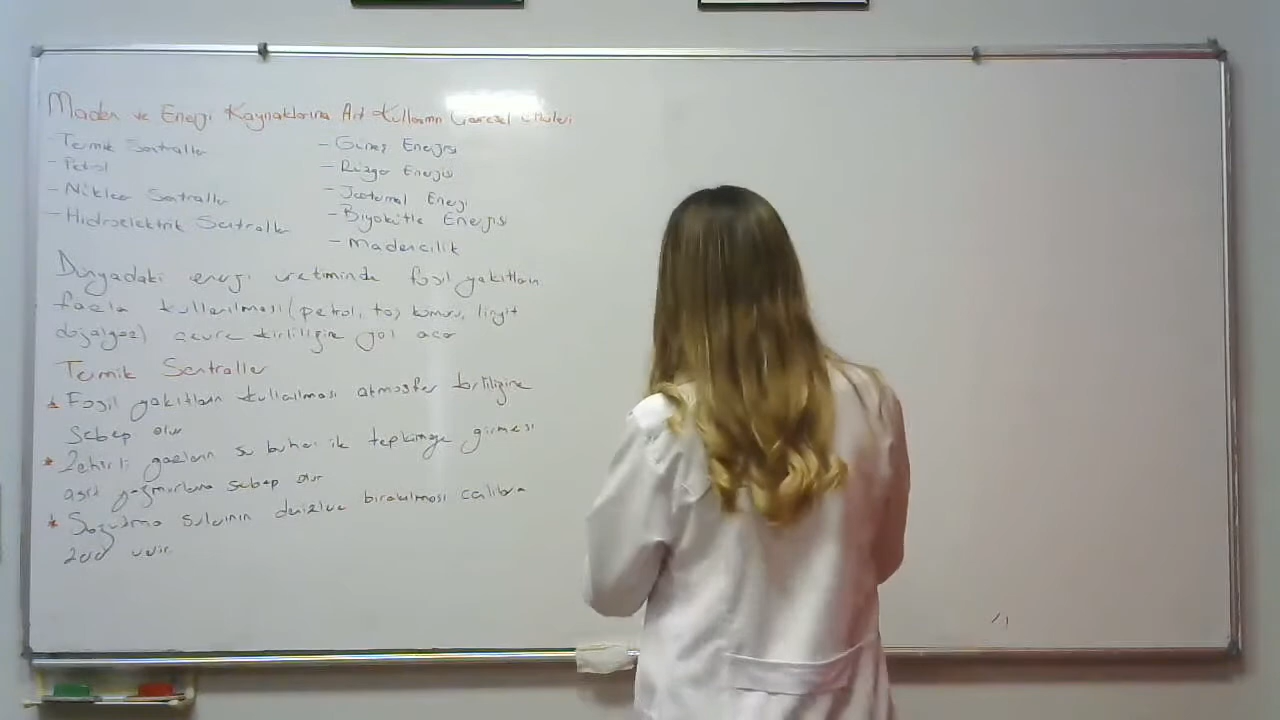 Maden ve Enerji Kaynaklarına Ait Kullanımın Çevresel Etkileri
- Termik Santraller
- Petrol
- Nükleer Santraller
- Hidroelektrik Santraller
- Güneş Enerjisi
- Rüzgar Enerjisi
- Jeotermal Enerji
- Biyokütle Enerjisi
- Madencilik
Dünyadaki enerji üretiminde fosil yakıtların
fazla kullanılması (petrol, taş kömürü, linyit
doğalgaz) çevre kirliliğine yol açar
Termik Santraller
* Fosil yakıtların kullanılması atmosfer kirliliğine
sebep olur
* Zehirli gazların su buharı ile tepkimeye girmesi
asit yağmurlarına sebep olur
* Soğutma sularının denizlere bırakılması canlılara
zarar verir.